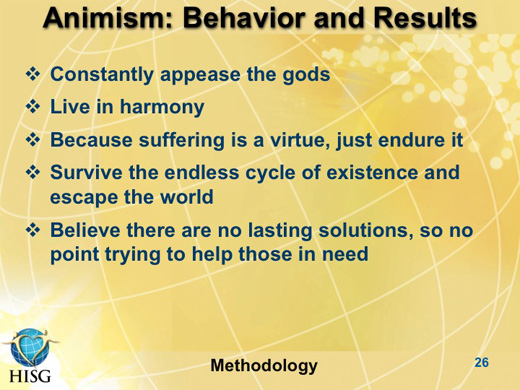 Animism: Behavior and Results
❖ Constantly appease the gods
❖ Live in harmony
❖ Because suffering is a virtue, just endure it
❖ Survive the endless cycle of existence and
escape the world
❖ Believe there are no lasting solutions, so no
point trying to help those in need
HISG
Methodology
26